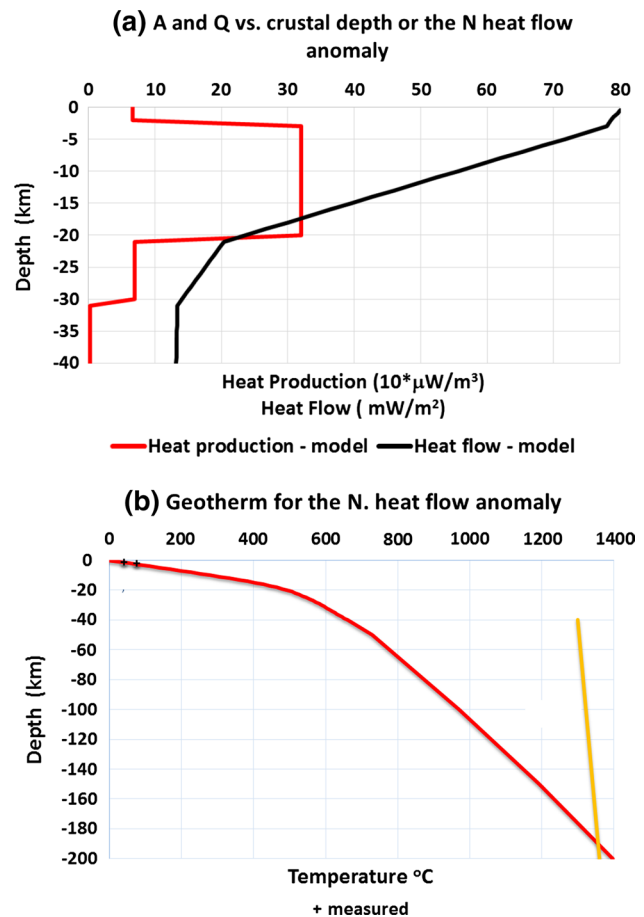 (a) A and Q vs. crustal depth or the N heat flow
anomaly
0 10 20 30 40 50 60 70 80
0
-5
-10
-15
-20
-25
-30
-35
-40
Depth (km)
Heat Production (10*μW/m³)
Heat Flow ( mW/m²)
Heat production - model Heat flow - model
(b) Geotherm for the N. heat flow anomaly
0 200 400 600 800 1000 1200 1400
0
-20
-40
-60
-80
-100
-120
-140
-160
-180
-200
Depth (km)
Temperature °C
+ measured